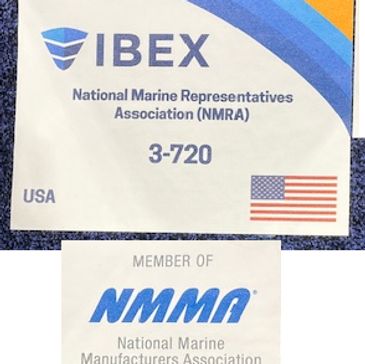 IBEX
National Marine Representatives
Association (NMRA)
3-720
USA
MEMBER OF
NMMA®
National Marine
Manufacturers Association